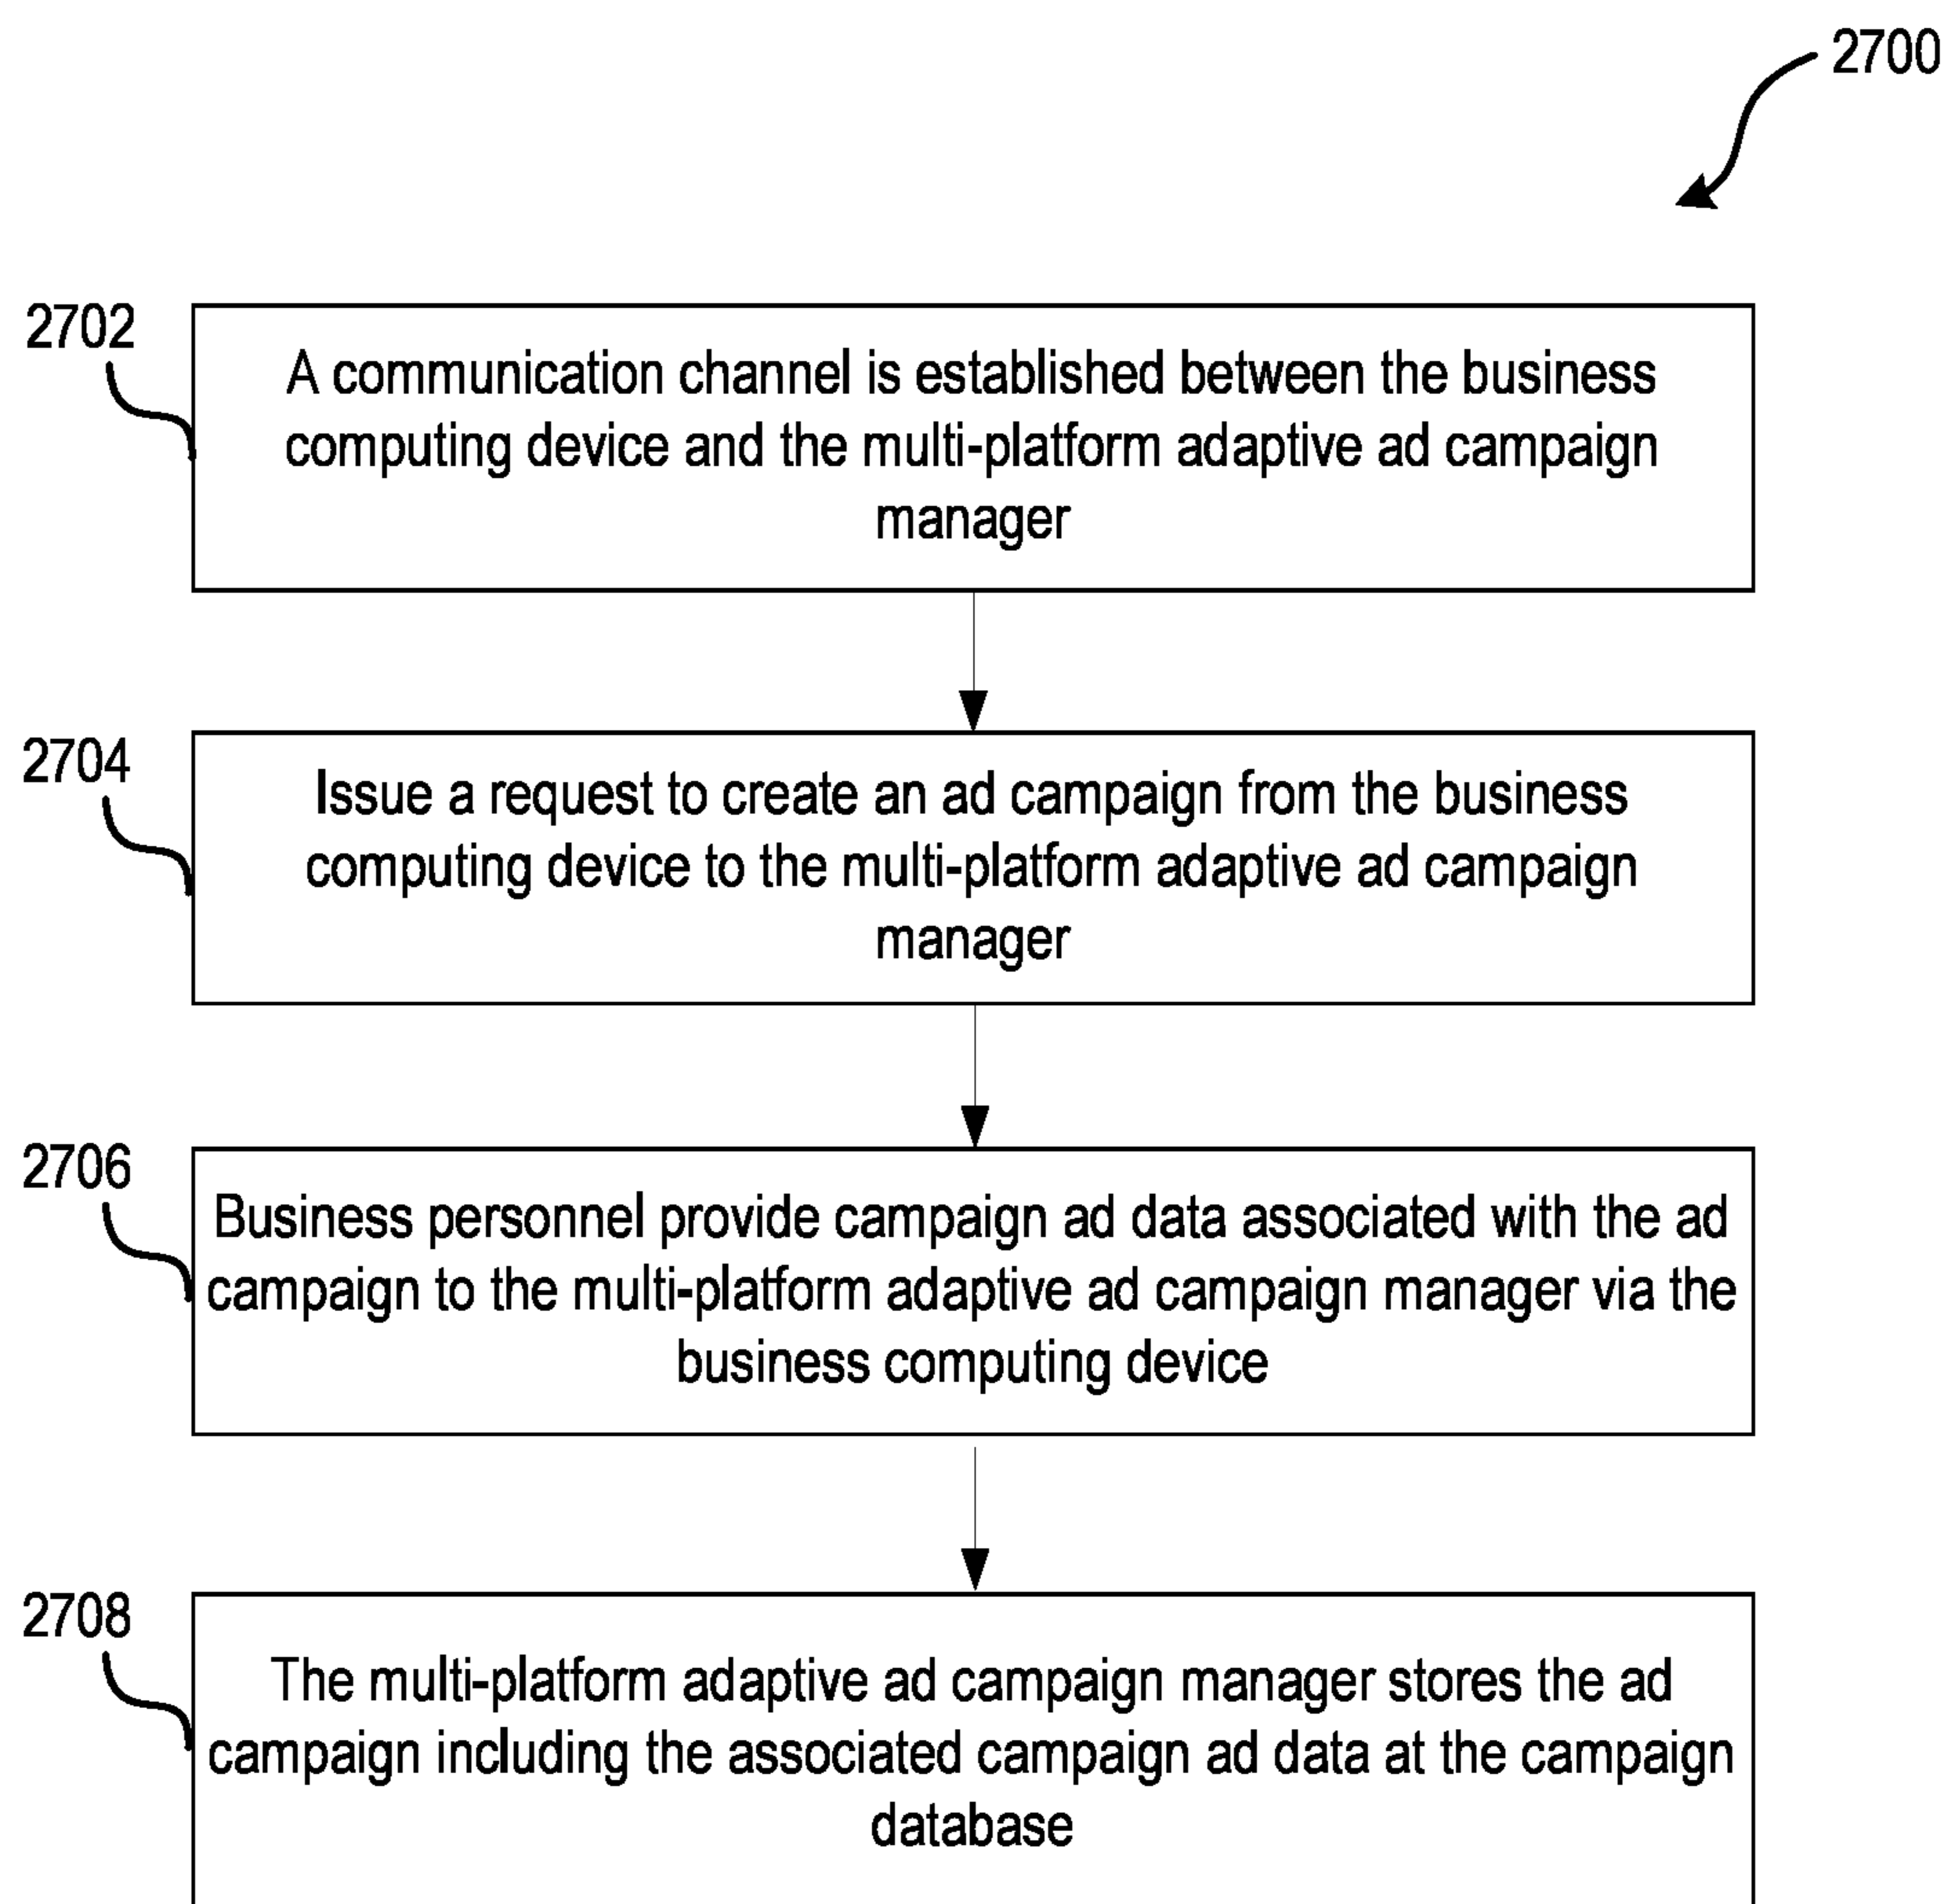 2700
2702
A communication channel is established between the business
computing device and the multi-platform adaptive ad campaign
manager
2704
Issue a request to create an ad campaign from the business
computing device to the multi-platform adaptive ad campaign
manager
2706
Business personnel provide campaign ad data associated with the ad
campaign to the multi-platform adaptive ad campaign manager via the
business computing device
2708
The multi-platform adaptive ad campaign manager stores the ad
campaign including the associated campaign ad data at the campaign
database